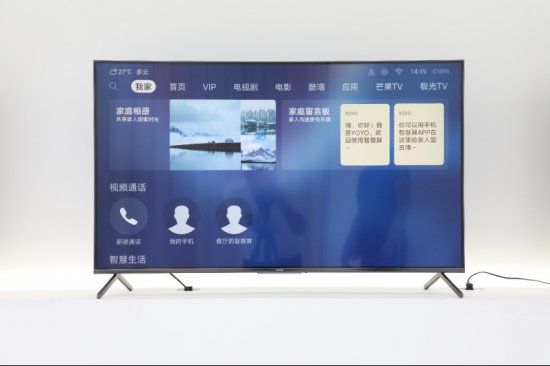 27°C · 多云
14:49
我家 首页 VIP 电视剧 电影 酷喵 应用 芒果TV 极光TV
家庭相册
共享家人甜蜜时光
家庭留言板
家人沟通更有乐趣
YOYO
嗨，你好！我
是YOYO，欢
迎使用智慧屏
~
YOYO
你可以用手机
智慧屏APP在
这里给家人留
言噢~
视频通话
新建通话 我的手机 客厅的智慧屏
智慧生活